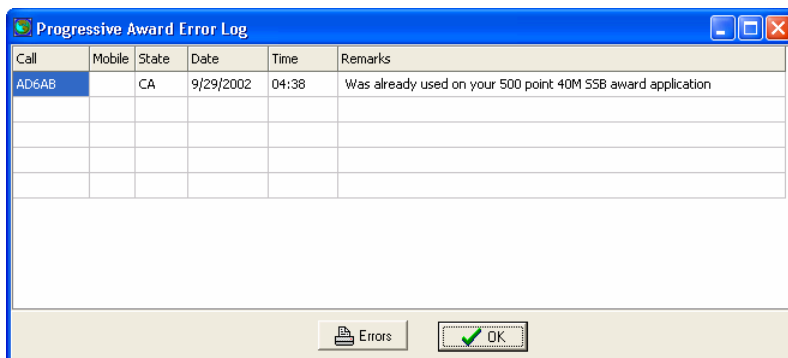 Progressive Award Error Log
Call Mobile State Date Time Remarks
AD6AB CA 9/29/2002 04:38 Was already used on your 500 point 40M SSB award application
Errors OK